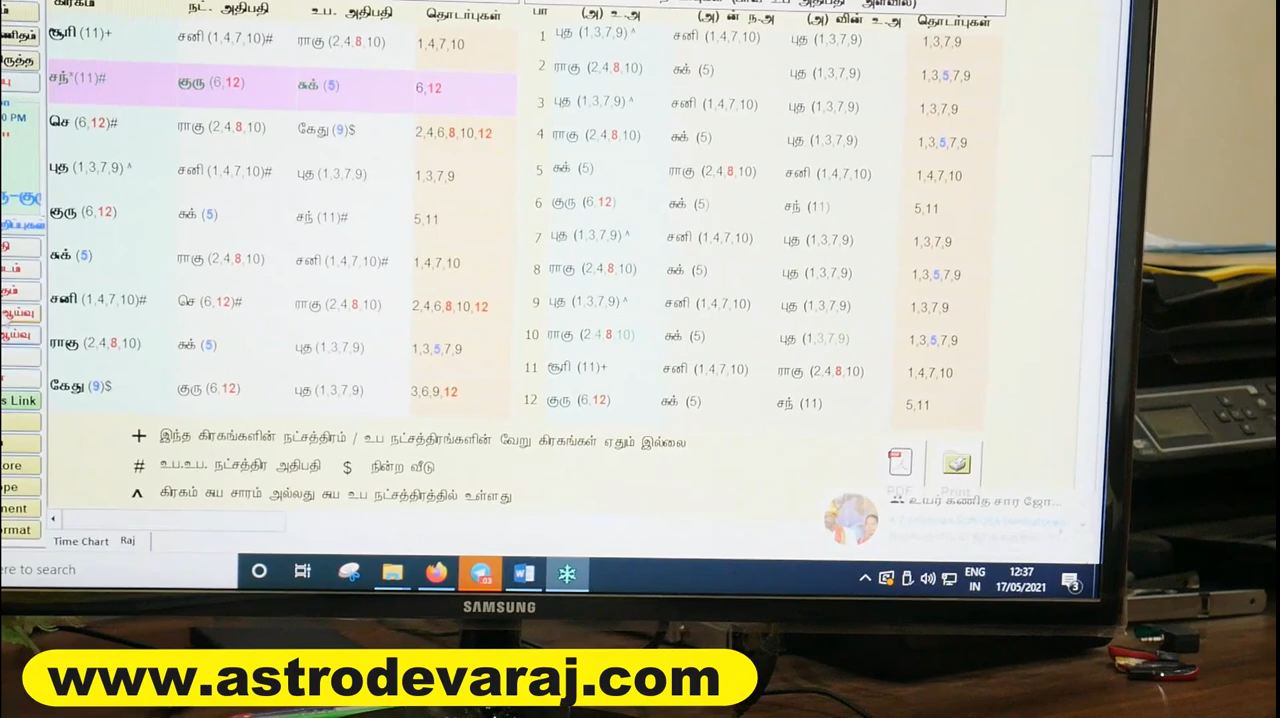 கிரகம் நட். அதிபதி உப. அதிபதி தொடர்புகள்
சூரி (11)+ சனி (1,4,7,10)# ராகு (2,4,8,10) 1,4,7,10
சந்*(11)# குரு (6,12) சுக் (5) 6,12
செ (6,12)# ராகு (2,4,8,10) கேது (9)$ 2,4,6,8,10,12
புத (1,3,7,9) ^ சனி (1,4,7,10)# புத (1,3,7,9) 1,3,7,9
குரு (6,12) சுக் (5) சந் (11)# 5,11
சுக் (5) ராகு (2,4,8,10) சனி (1,4,7,10)# 1,4,7,10
சனி (1,4,7,10)# செ (6,12)# ராகு (2,4,8,10) 2,4,6,8,10,12
ராகு (2,4,8,10) சுக் (5) புத (1,3,7,9) 1,3,5,7,9
கேது (9)$ குரு (6,12) புத (1,3,7,9) 3,6,9,12
பா (அ) உ.அ (அ) ன் ந.அ (அ) வின் உ.அ தொடர்புகள்
1 புத (1,3,7,9) ^ சனி (1,4,7,10) புத (1,3,7,9) 1,3,7,9
2 ராகு (2,4,8,10) சுக் (5) புத (1,3,7,9) 1,3,5,7,9
3 புத (1,3,7,9) ^ சனி (1,4,7,10) புத (1,3,7,9) 1,3,7,9
4 ராகு (2,4,8,10) சுக் (5) புத (1,3,7,9) 1,3,5,7,9
5 சுக் (5) ராகு (2,4,8,10) சனி (1,4,7,10) 1,4,7,10
6 குரு (6,12) சுக் (5) சந் (11) 5,11
7 புத (1,3,7,9) ^ சனி (1,4,7,10) புத (1,3,7,9) 1,3,7,9
8 ராகு (2,4,8,10) சுக் (5) புத (1,3,7,9) 1,3,5,7,9
9 புத (1,3,7,9) ^ சனி (1,4,7,10) புத (1,3,7,9) 1,3,7,9
10 ராகு (2,4,8,10) சுக் (5) புத (1,3,7,9) 1,3,5,7,9
11 சூரி (11)+ சனி (1,4,7,10) ராகு (2,4,8,10) 1,4,7,10
12 குரு (6,12) சுக் (5) சந் (11) 5,11
+ இந்த கிரகங்களின் நட்சத்திரம் / உப நட்சத்திரங்களின் வேறு கிரகங்கள் ஏதும் இல்லை
# உப.உப. நட்சத்திர அதிபதி $ நின்ற வீடு
^ கிரகம் சுய சாரம் அல்லது சுய உப நட்சத்திரத்தில் உள்ளது
PDF Print
உயர் கணித சார ஜோ...
Time Chart Raj
ere to search
ENG
IN
12:37
17/05/2021
3
SAMSUNG
www.astrodevaraj.com